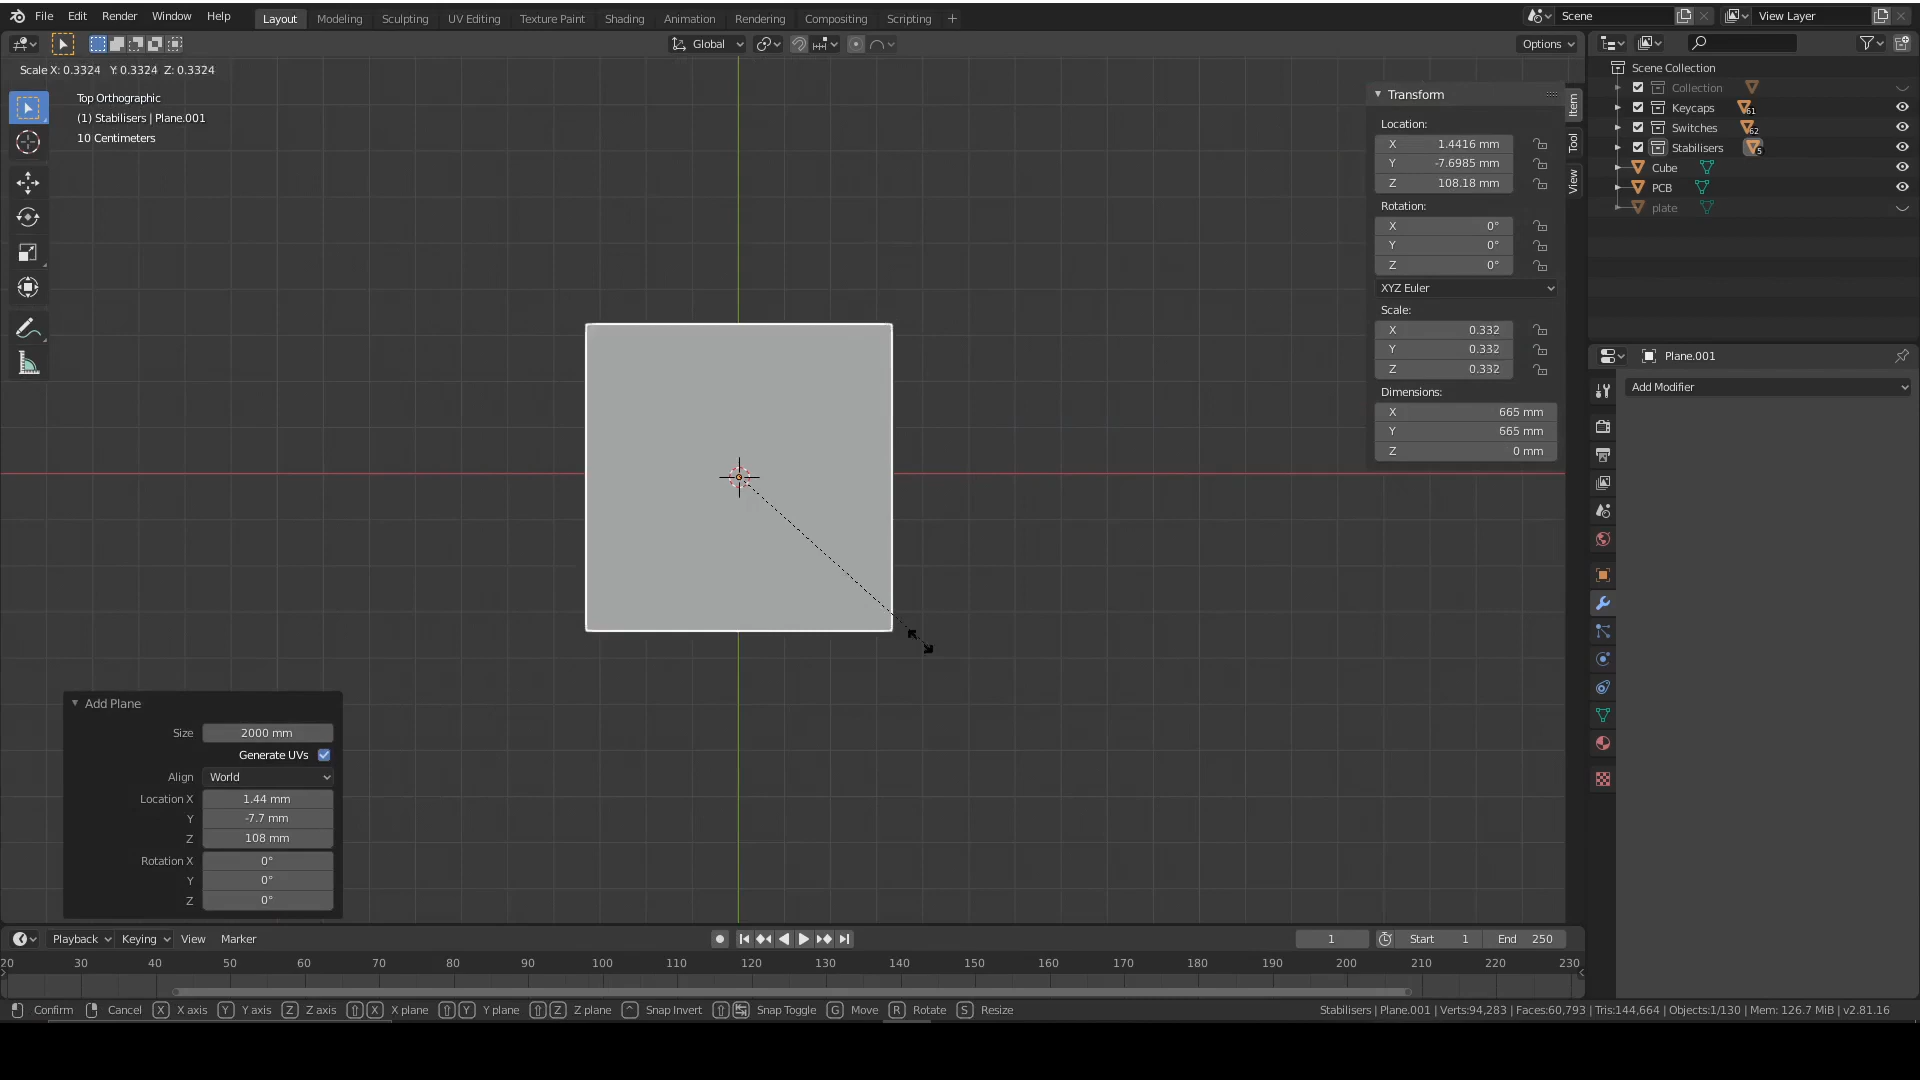 File Edit Render Window Help Layout Modeling Sculpting UV Editing Texture Paint Shading Animation Rendering Compositing Scripting + Scene View Layer
Global Options
Scale X: 0.3324 Y: 0.3324 Z: 0.3324
Top Orthographic
(1) Stabilisers | Plane.001
10 Centimeters
Transform
Location:
X 1.4416 mm
Y -7.6985 mm
Z 108.18 mm
Rotation:
X 0°
Y 0°
Z 0°
XYZ Euler
Scale:
X 0.332
Y 0.332
Z 0.332
Dimensions:
X 665 mm
Y 665 mm
Z 0 mm
Item
Tool
View
Scene Collection
Collection
Keycaps 61
Switches 62
Stabilisers 5
Cube
PCB
plate
Plane.001
Add Modifier
Add Plane
Size 2000 mm
Generate UVs
Align World
Location X 1.44 mm
Y -7.7 mm
Z 108 mm
Rotation X 0°
Y 0°
Z 0°
Playback Keying View Marker 1 Start 1 End 250
20 30 40 50 60 70 80 90 100 110 120 130 140 150 160 170 180 190 200 210 220 230
Confirm Cancel X X axis Y Y axis Z Z axis X X plane Y Y plane Z Z plane ^ Snap Invert Snap Toggle G Move R Rotate S Resize Stabilisers | Plane.001 | Verts:94,283 | Faces:60,793 | Tris:144,664 | Objects:1/130 | Mem: 126.7 MiB | v2.81.16